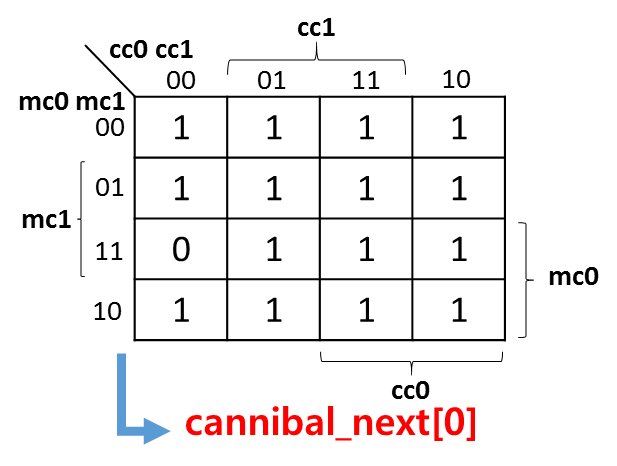 cc1
cc0 cc1
00 01 11 10
mc0 mc1
00 1 1 1 1
01 1 1 1 1
mc1
11 0 1 1 1
mc0
10 1 1 1 1
cc0
cannibal_next[0]